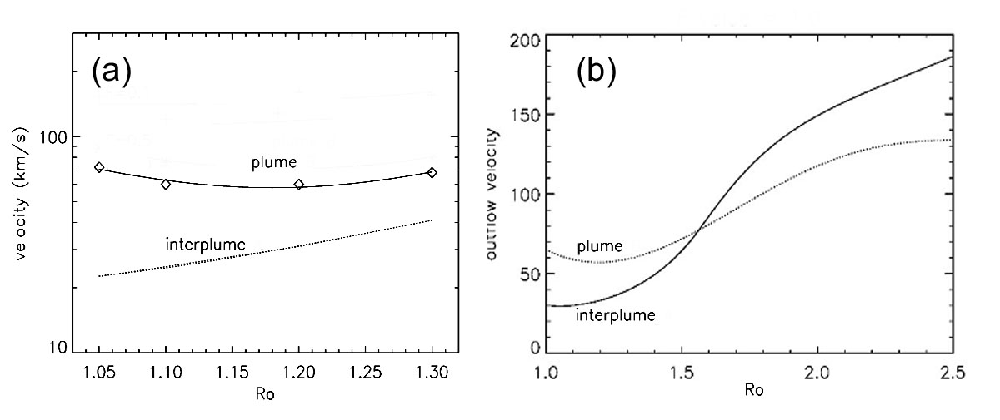 (a)
velocity (km/s)
100
10
plume
interplume
1.05 1.10 1.15 1.20 1.25 1.30
Ro
(b)
outflow velocity
200
150
100
50
0
plume
interplume
1.0 1.5 2.0 2.5
Ro